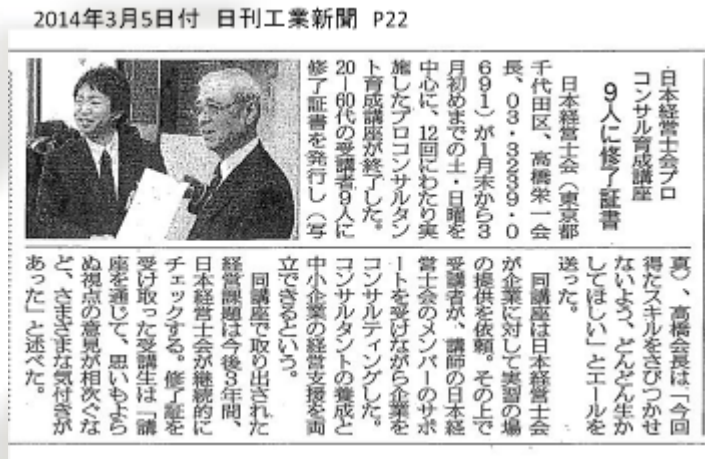 2014年3月5日付 日刊工業新聞 P22
日本経営士会プロ
コンサル育成講座
9人に修了証書
日本経営士会（東京都
千代田区、高橋栄一会
長、03・3239・0
691）が1月末から3
月初めまでの土・日曜を
中心に、12回にわたり実
施したプロコンサルタン
ト育成講座が終了した。
20―60代の受講者9人に
修了証書を発行し（写
真）、高橋会長は「今回
得たスキルをさびつかせ
ないよう、どんどん生か
してほしい」とエールを
送った。
同講座は日本経営士会
が企業に対して実習の場
の提供を依頼。その上で
受講者が、講師の日本経
営士会のメンバーのサポ
ートを受けながら企業を
コンサルティングした。
コンサルタントの養成と
中小企業の経営支援を両
立できるという。
同講座で取り出された
経営課題は今後3年間、
日本経営士会が継続的に
チェックする。修了証を
受け取った受講生は「講
座を通じて、思いもよら
ぬ視点の意見が相次ぐな
ど、さまざまな気付きが
あった」と述べた。